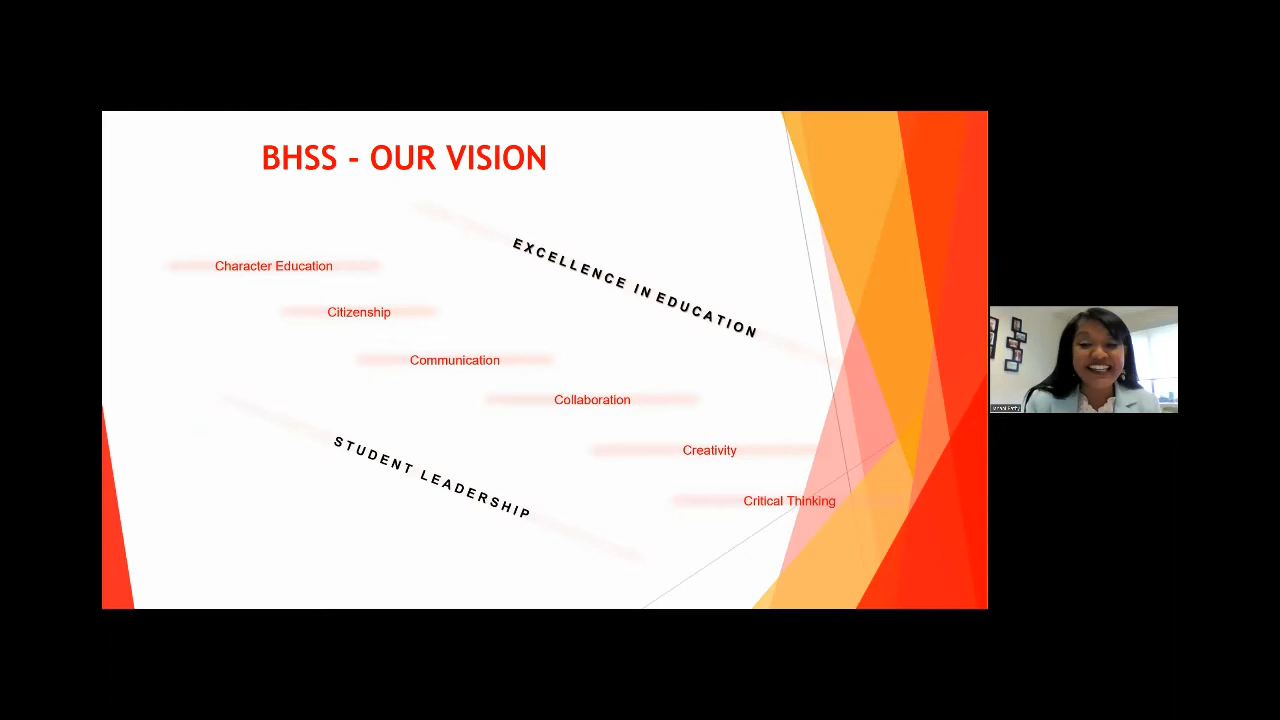 BHSS - OUR VISION
EXCELLENCE IN EDUCATION
Character Education
Citizenship
Communication
Collaboration
Creativity
Critical Thinking
STUDENT LEADERSHIP